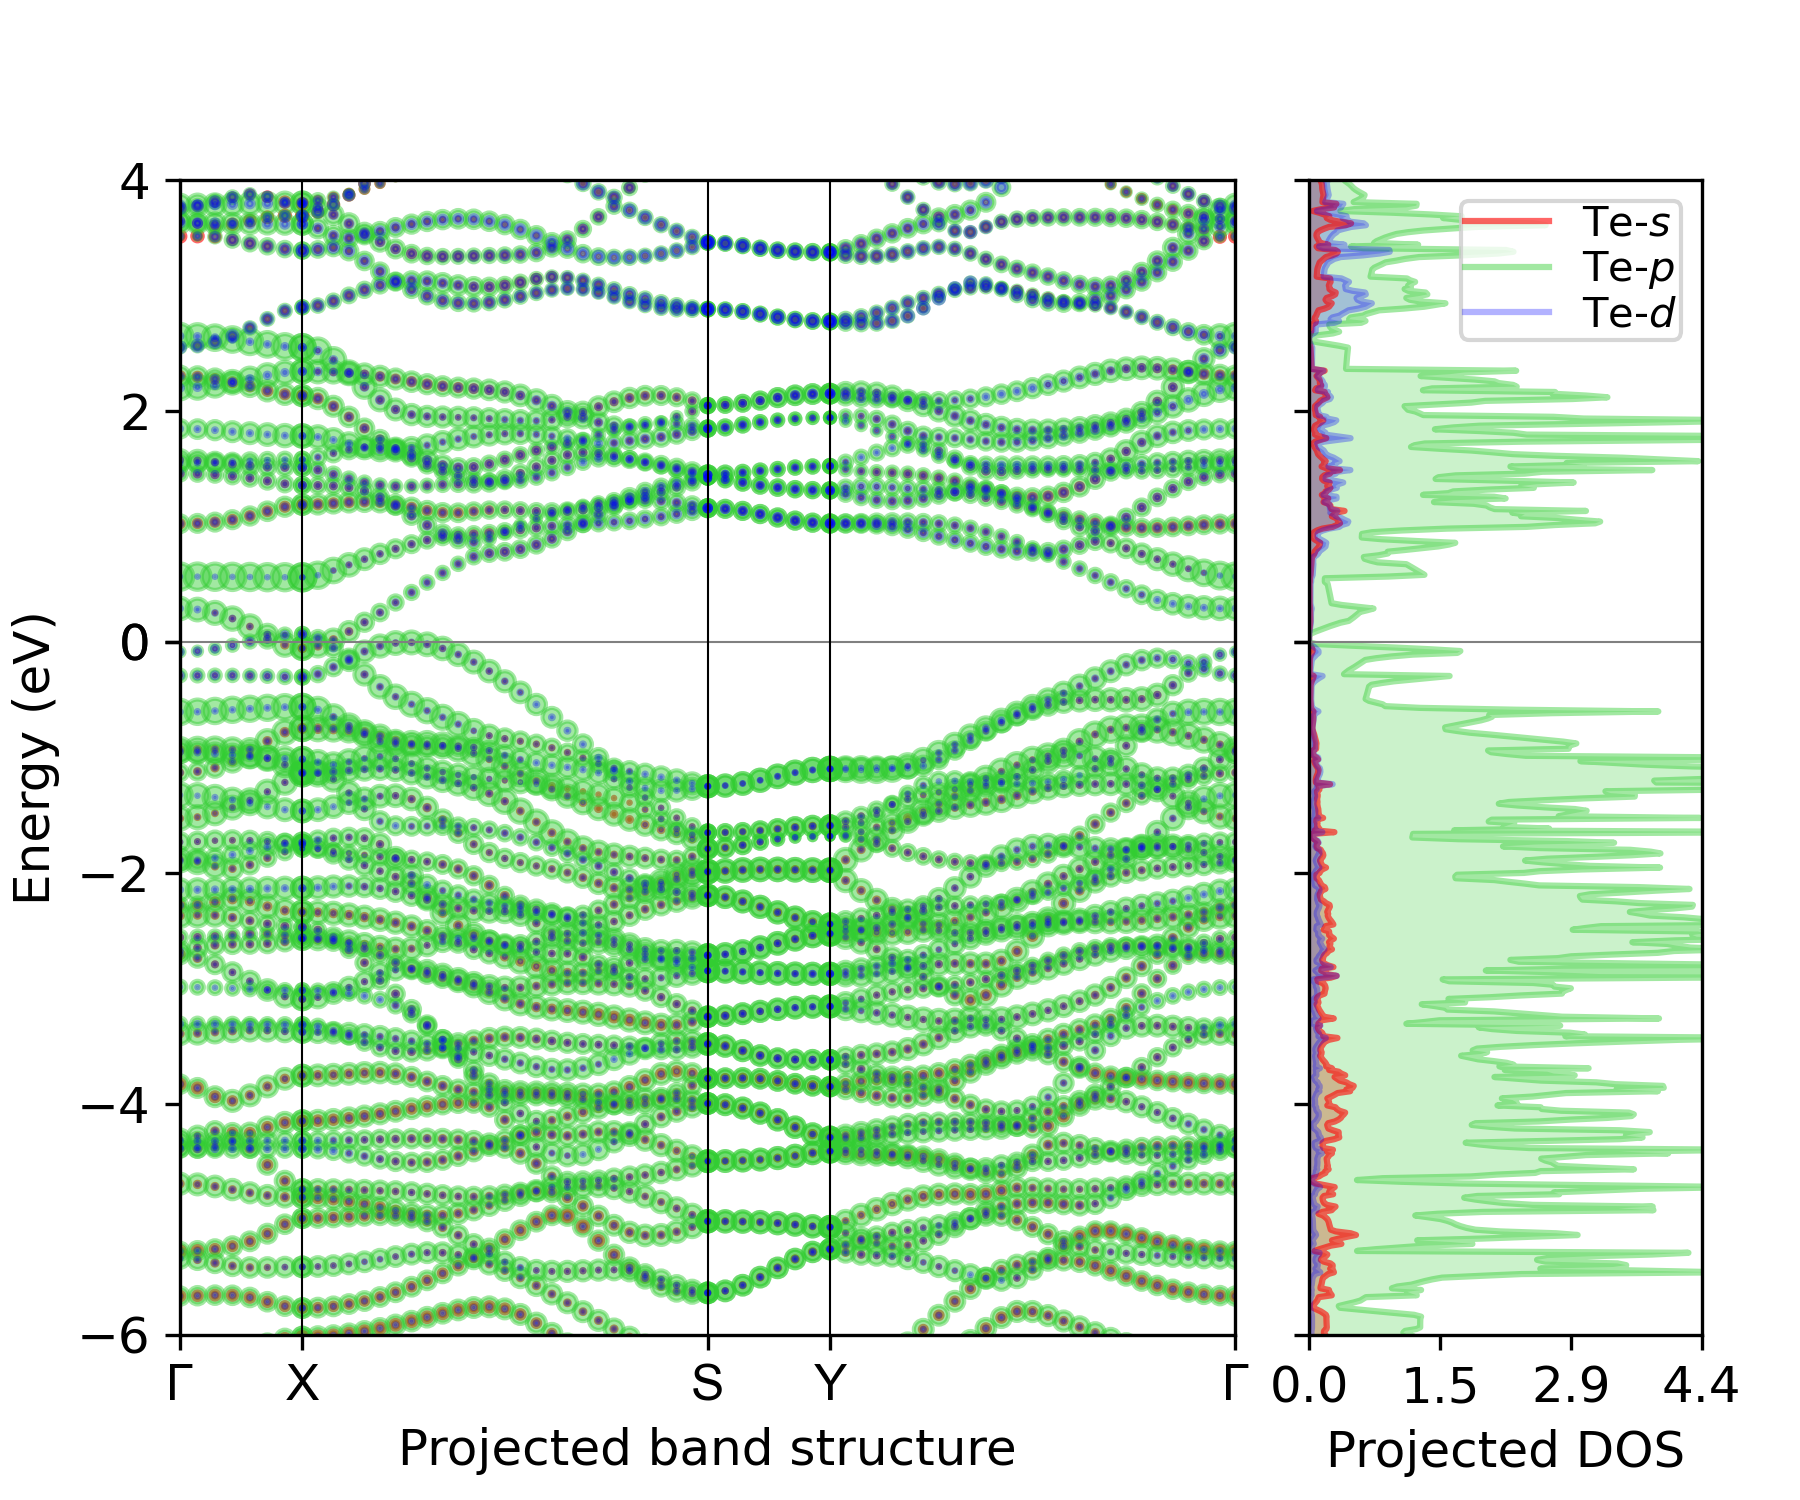 4
2
0
−2
−4
−6
Energy (eV)
Γ X S Y Γ
Projected band structure
Te-s
Te-p
Te-d
0.0 1.5 2.9 4.4
Projected DOS